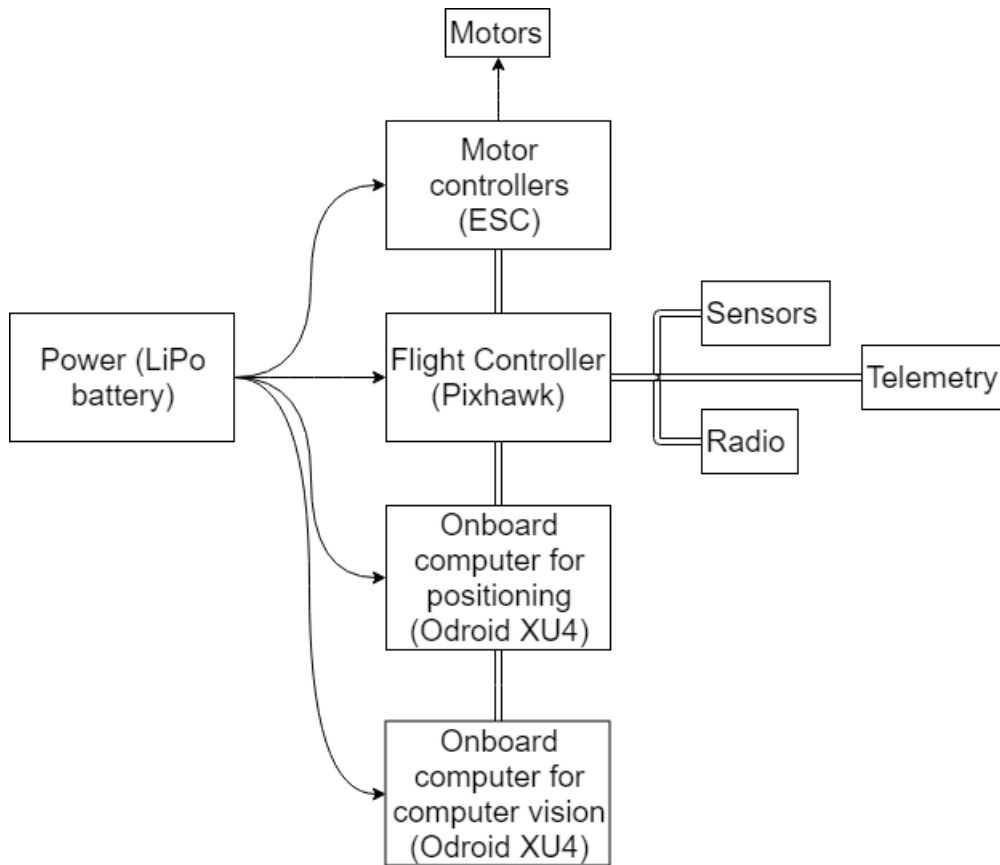 Motors
Motor
controllers
(ESC)
Power (LiPo
battery)
Flight Controller
(Pixhawk)
Sensors
Telemetry
Radio
Onboard
computer for
positioning
(Odroid XU4)
Onboard
computer for
computer vision
(Odroid XU4)